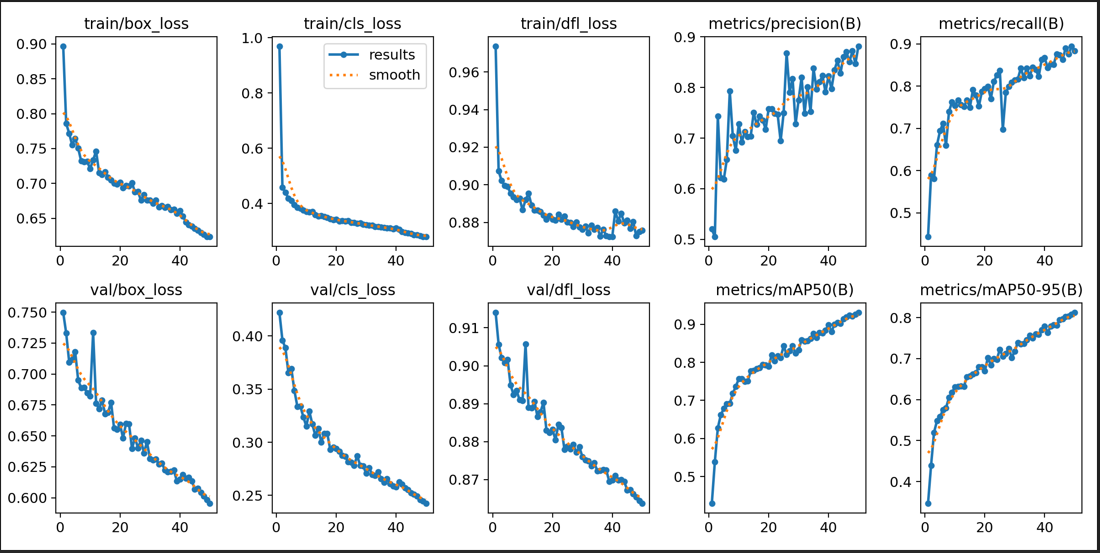 train/box_loss
train/cls_loss
train/dfl_loss
metrics/precision(B)
metrics/recall(B)
0.90
0.85
0.80
0.75
0.70
0.65
0 20 40
1.0
0.8
0.6
0.4
results
smooth
0 20 40
0.96
0.94
0.92
0.90
0.88
0 20 40
0.9
0.8
0.7
0.6
0.5
0 20 40
0.9
0.8
0.7
0.6
0.5
0 20 40
val/box_loss
val/cls_loss
val/dfl_loss
metrics/mAP50(B)
metrics/mAP50-95(B)
0.750
0.725
0.700
0.675
0.650
0.625
0.600
0 20 40
0.40
0.35
0.30
0.25
0 20 40
0.91
0.90
0.89
0.88
0.87
0 20 40
0.9
0.8
0.7
0.6
0.5
0 20 40
0.8
0.7
0.6
0.5
0.4
0 20 40